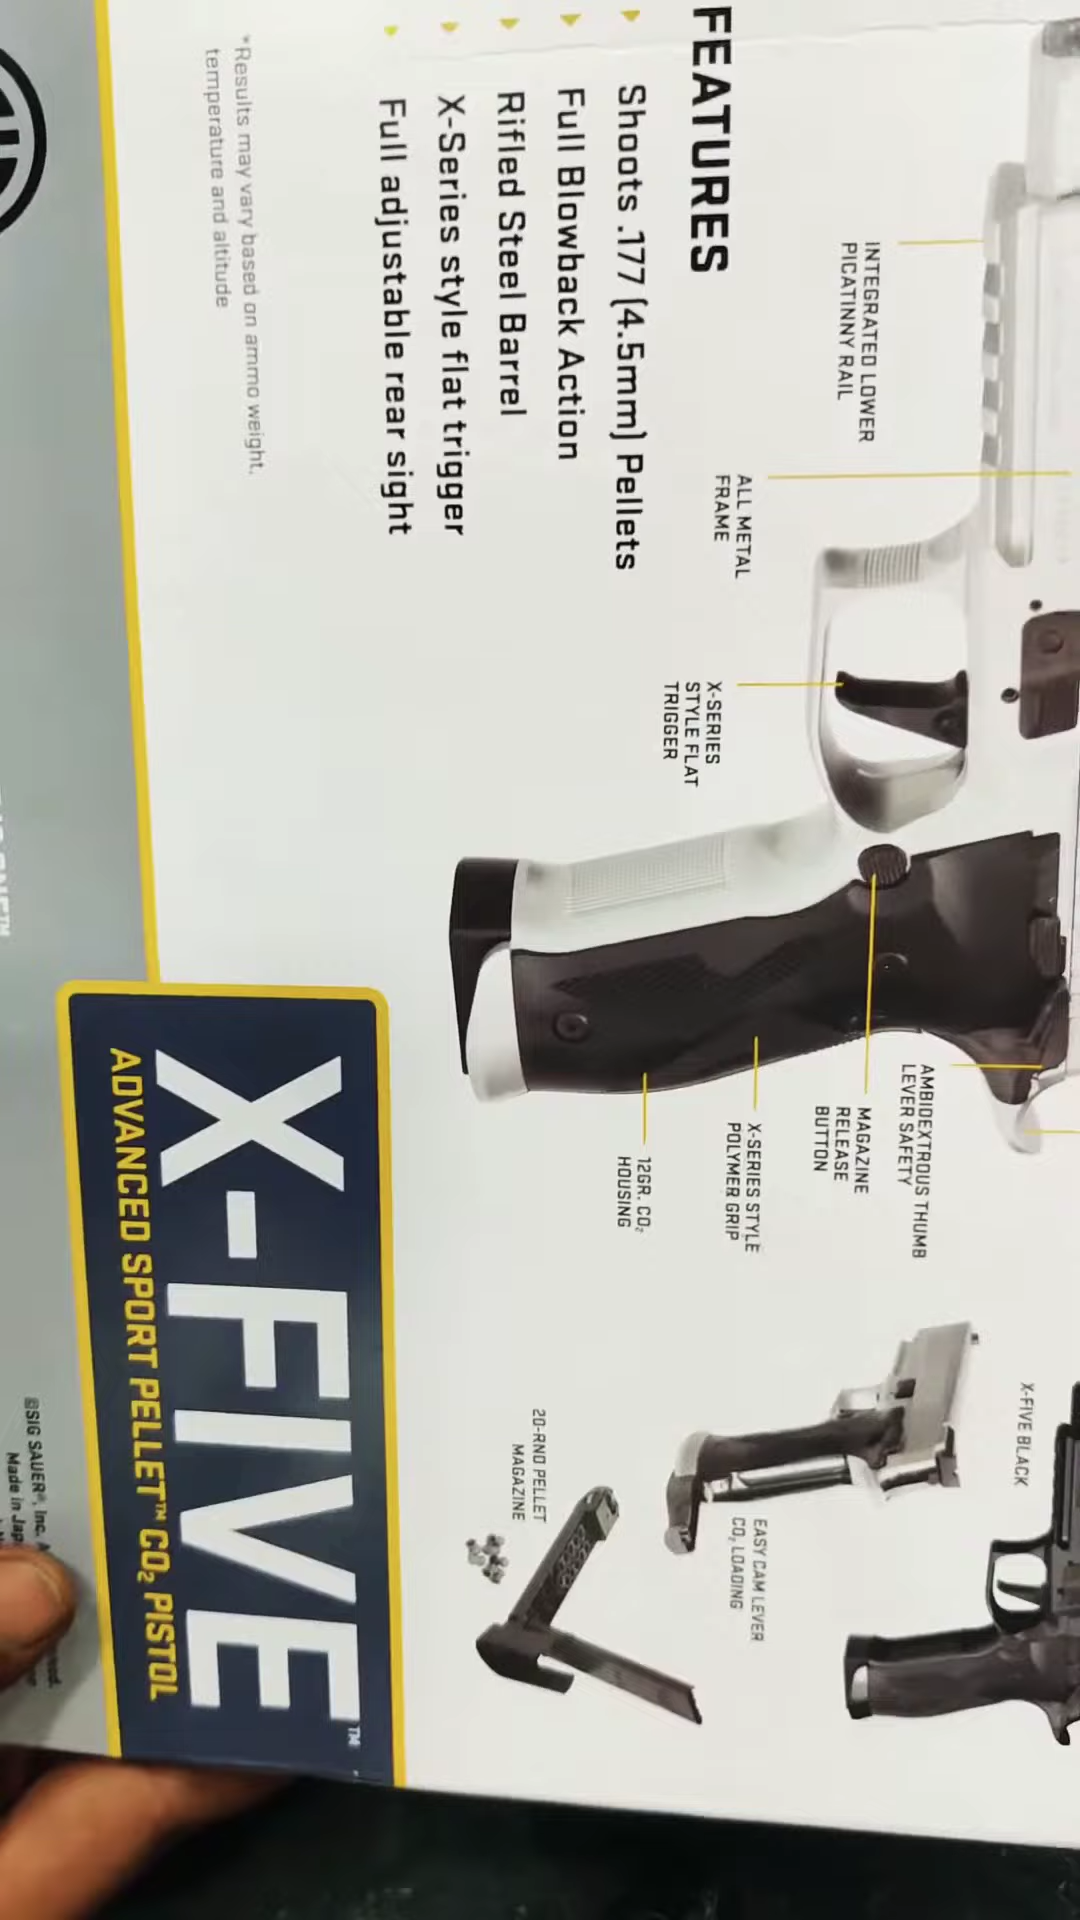 FEATURES
Shoots .177 (4.5mm) Pellets
Full Blowback Action
Rifled Steel Barrel
X-Series style flat trigger
Full adjustable rear sight
*Results may vary based on ammo weight,
temperature and altitude
INTEGRATED LOWER
PICATINNY RAIL
ALL METAL
FRAME
X-SERIES
STYLE FLAT
TRIGGER
AMBIDEXTROUS THUMB
LEVER SAFETY
MAGAZINE
RELEASE
BUTTON
X-SERIES STYLE
POLYMER GRIP
12GR. CO₂
HOUSING
X-FIVE BLACK
EASY CAM LEVER
CO₂ LOADING
20-RND PELLET
MAGAZINE
X-FIVE™
ADVANCED SPORT PELLET™ CO₂ PISTOL
©SIG SAUER®, Inc.
Made in